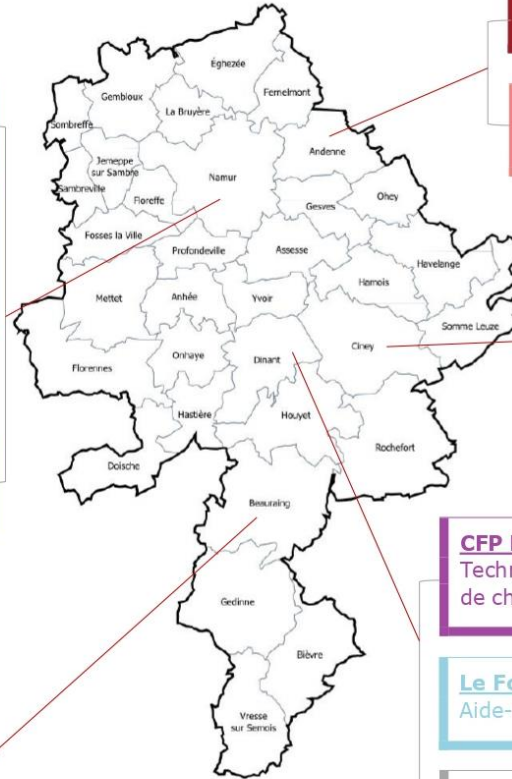 Éghezée
Gembloux
Fernelmont
La Bruyère
Sombreffe
Andenne
Jemeppe
sur Sambre
Namur
Sambreville
Floreffe
Gesves
Ohey
Fosses la Ville
Profondeville
Assesse
Havelange
Hamois
Mettet
Anhée
Yvoir
Somme Leuze
Ciney
Onhaye
Dinant
Florennes
Hastière
Houyet
Rochefort
Doische
Beauraing
CFP
Techn
de ch
Gedinne
Bièvre
Le Fo
Aide-
Vresse
sur Semois